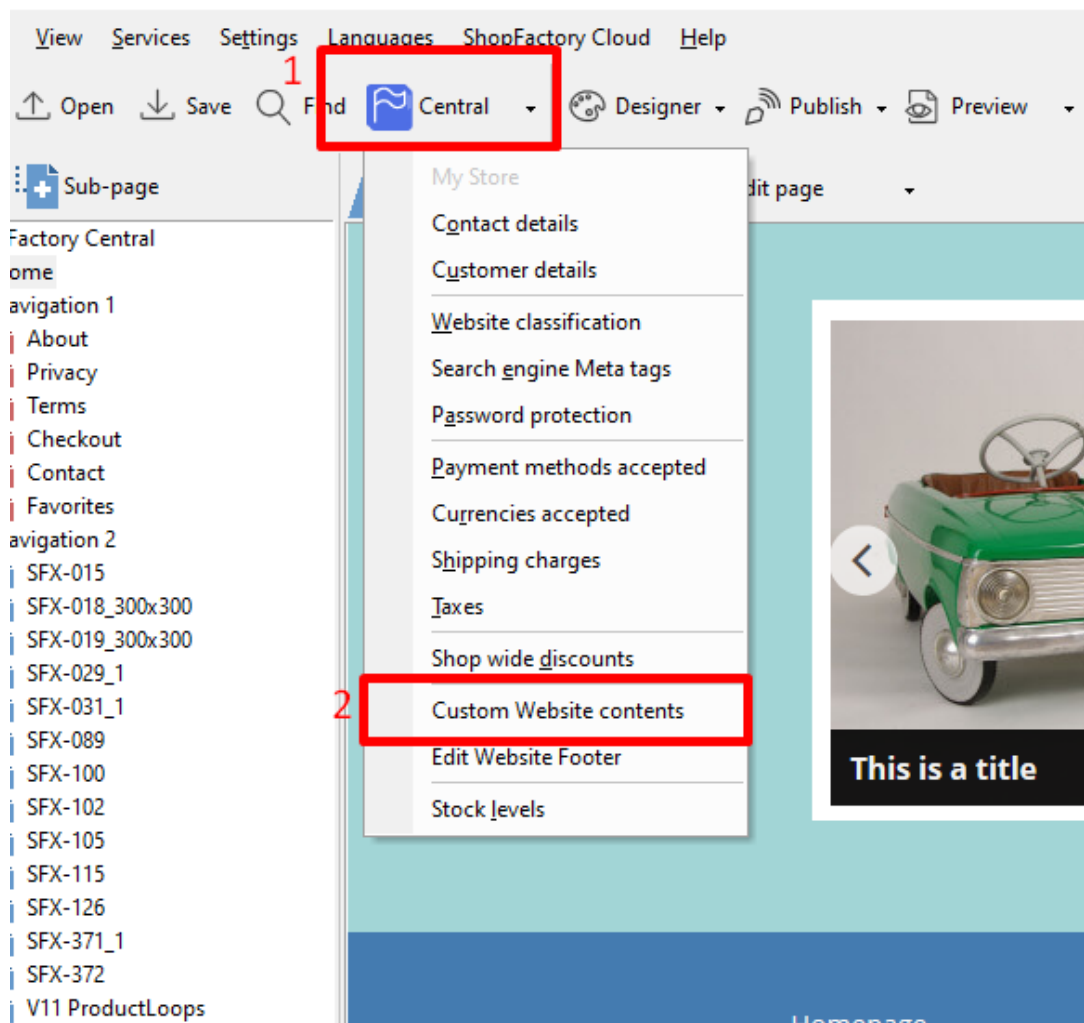 View Services Settings Languages ShopFactory Cloud Help
1
Open Save Find Central Designer Publish Preview
Sub-page
dit page
My Store
Contact details
Customer details
Website classification
Search engine Meta tags
Password protection
Payment methods accepted
Currencies accepted
Shipping charges
Taxes
Shop wide discounts
2
Custom Website contents
Edit Website Footer
Stock levels
Factory Central
ome
avigation 1
About
Privacy
Terms
Checkout
Contact
Favorites
avigation 2
SFX-015
SFX-018_300x300
SFX-019_300x300
SFX-029_1
SFX-031_1
SFX-089
SFX-100
SFX-102
SFX-105
SFX-115
SFX-126
SFX-371_1
SFX-372
V11 ProductLoops
This is a title
Homepage